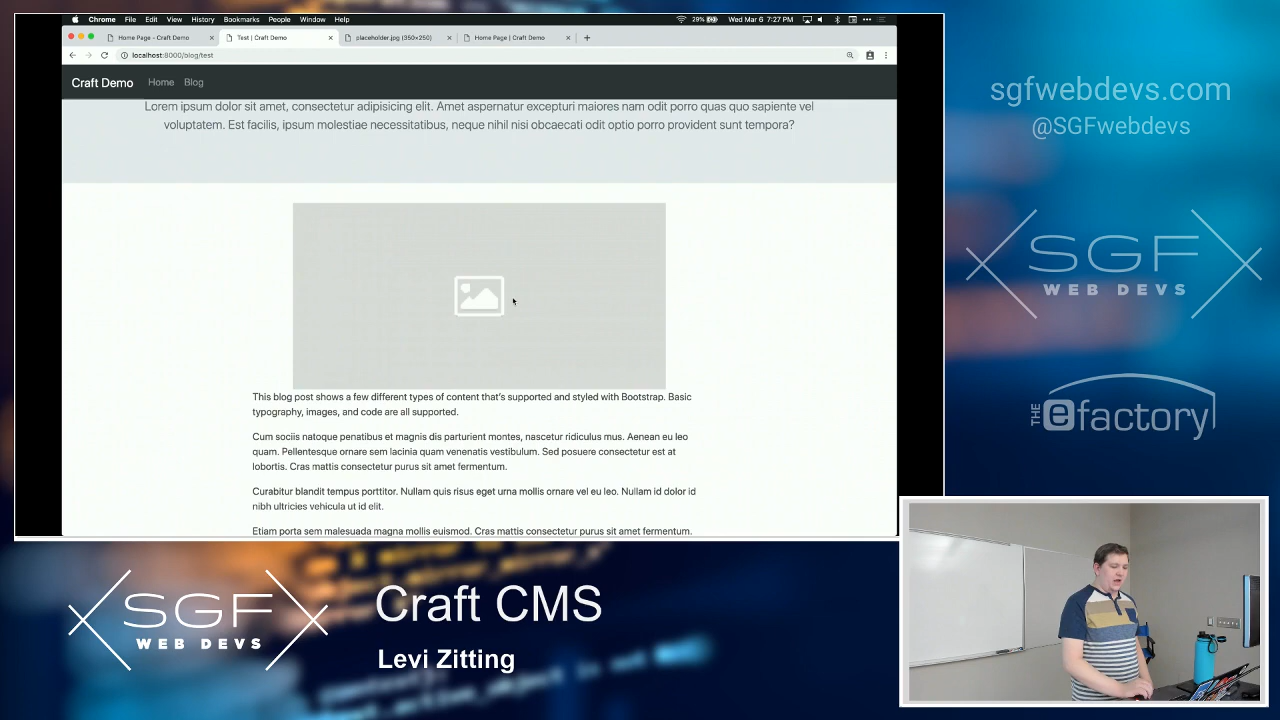 Chrome File Edit View History Bookmarks People Window Help
29% Wed Mar 6 7:27 PM
Home Page - Craft Demo
Test | Craft Demo
placeholder.jpg (350×250)
Home Page | Craft Demo
localhost:8000/blog/test
Craft Demo Home Blog
Lorem ipsum dolor sit amet, consectetur adipisicing elit. Amet aspernatur excepturi maiores nam odit porro quas quo sapiente vel
voluptatem. Est facilis, ipsum molestiae necessitatibus, neque nihil nisi obcaecati odit optio porro provident sunt tempora?
This blog post shows a few different types of content that's supported and styled with Bootstrap. Basic
typography, images, and code are all supported.
Cum sociis natoque penatibus et magnis dis parturient montes, nascetur ridiculus mus. Aenean eu leo
quam. Pellentesque ornare sem lacinia quam venenatis vestibulum. Sed posuere consectetur est at
lobortis. Cras mattis consectetur purus sit amet fermentum.
Curabitur blandit tempus porttitor. Nullam quis risus eget urna mollis ornare vel eu leo. Nullam id dolor id
nibh ultricies vehicula ut id elit.
Etiam porta sem malesuada magna mollis euismod. Cras mattis consectetur purus sit amet fermentum.
sgfwebdevs.com
@SGFwebdevs
SGF
WEB DEVS
THE efactory
SGF
WEB DEVS
Craft CMS
Levi Zitting